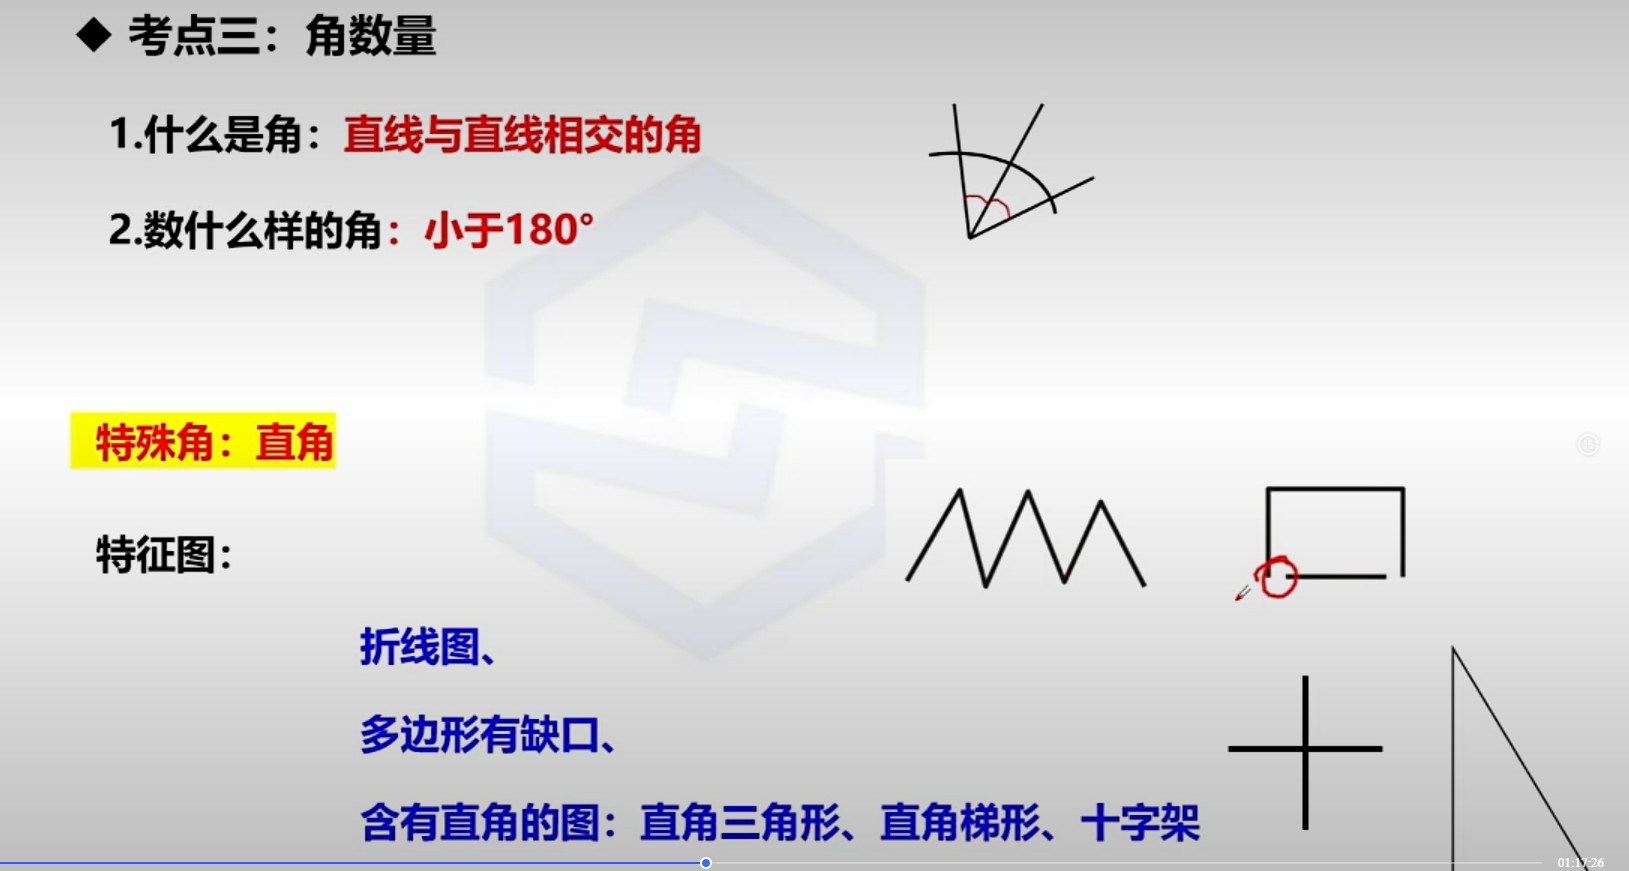 ◆ 考点三：角数量
1.什么是角：直线与直线相交的角
2.数什么样的角：小于180°
特殊角：直角
特征图：
折线图、
多边形有缺口、
含有直角的图：直角三角形、直角梯形、十字架
15